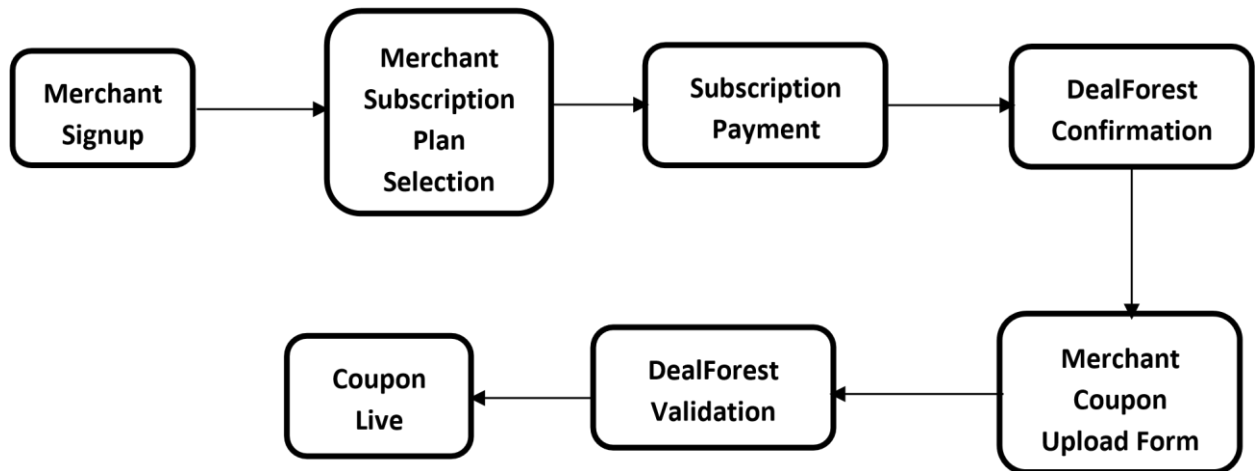 Merchant
Signup
Merchant
Subscription
Plan
Selection
Subscription
Payment
DealForest
Confirmation
Merchant
Coupon
Upload Form
DealForest
Validation
Coupon
Live